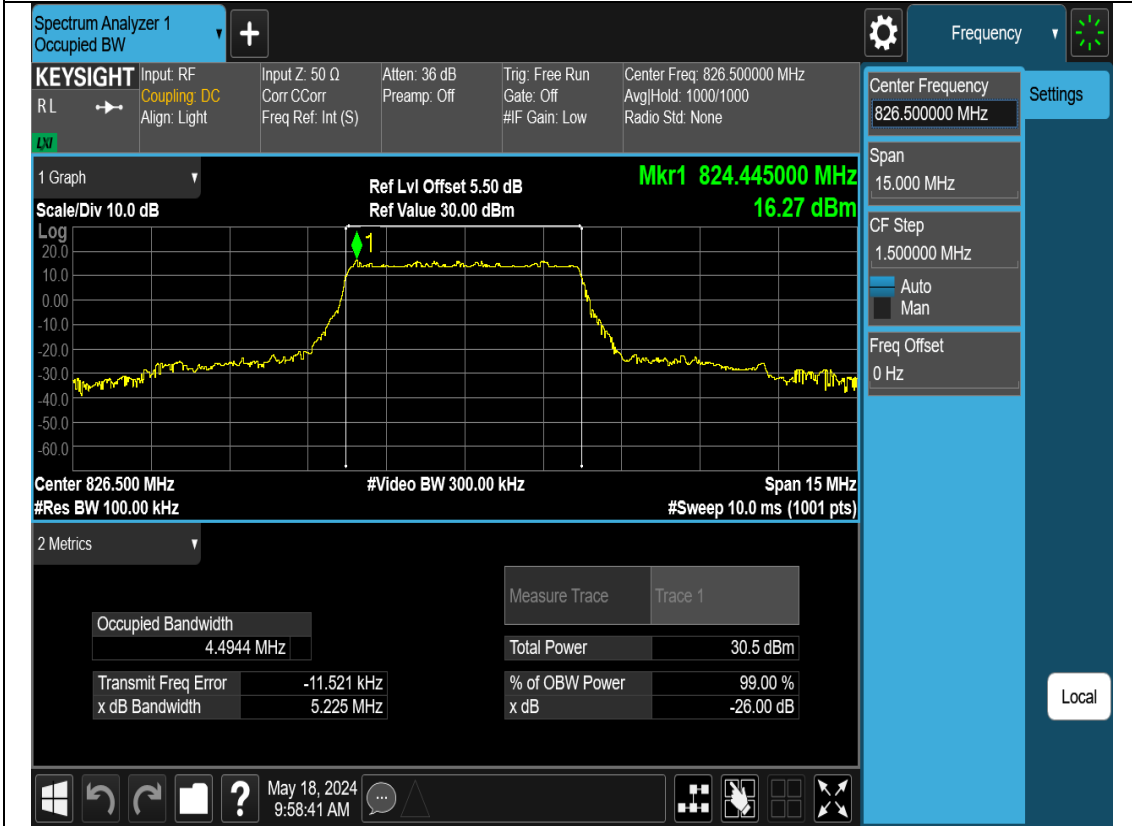 Spectrum Analyzer 1
Occupied BW
+
Frequency
KEYSIGHT
R L
LXI
Input: RF
Coupling: DC
Align: Light
Input Z: 50 Ω
Corr CCorr
Freq Ref: Int (S)
Atten: 36 dB
Preamp: Off
Trig: Free Run
Gate: Off
#IF Gain: Low
Center Freq: 826.500000 MHz
Avg|Hold: 1000/1000
Radio Std: None
Center Frequency
826.500000 MHz
Settings
Span
15.000 MHz
CF Step
1.500000 MHz
Auto
Man
Freq Offset
0 Hz
Local
1 Graph
Scale/Div 10.0 dB
Ref Lvl Offset 5.50 dB
Ref Value 30.00 dBm
Mkr1 824.445000 MHz
16.27 dBm
Log
1
20.0
10.0
0.00
-10.0
-20.0
-30.0
-40.0
-50.0
-60.0
Center 826.500 MHz
#Video BW 300.00 kHz
Span 15 MHz
#Res BW 100.00 kHz
#Sweep 10.0 ms (1001 pts)
2 Metrics
Measure Trace
Trace 1
Occupied Bandwidth
4.4944 MHz
Total Power
30.5 dBm
Transmit Freq Error
-11.521 kHz
% of OBW Power
99.00 %
x dB Bandwidth
5.225 MHz
x dB
-26.00 dB
?
May 18, 2024
9:58:41 AM